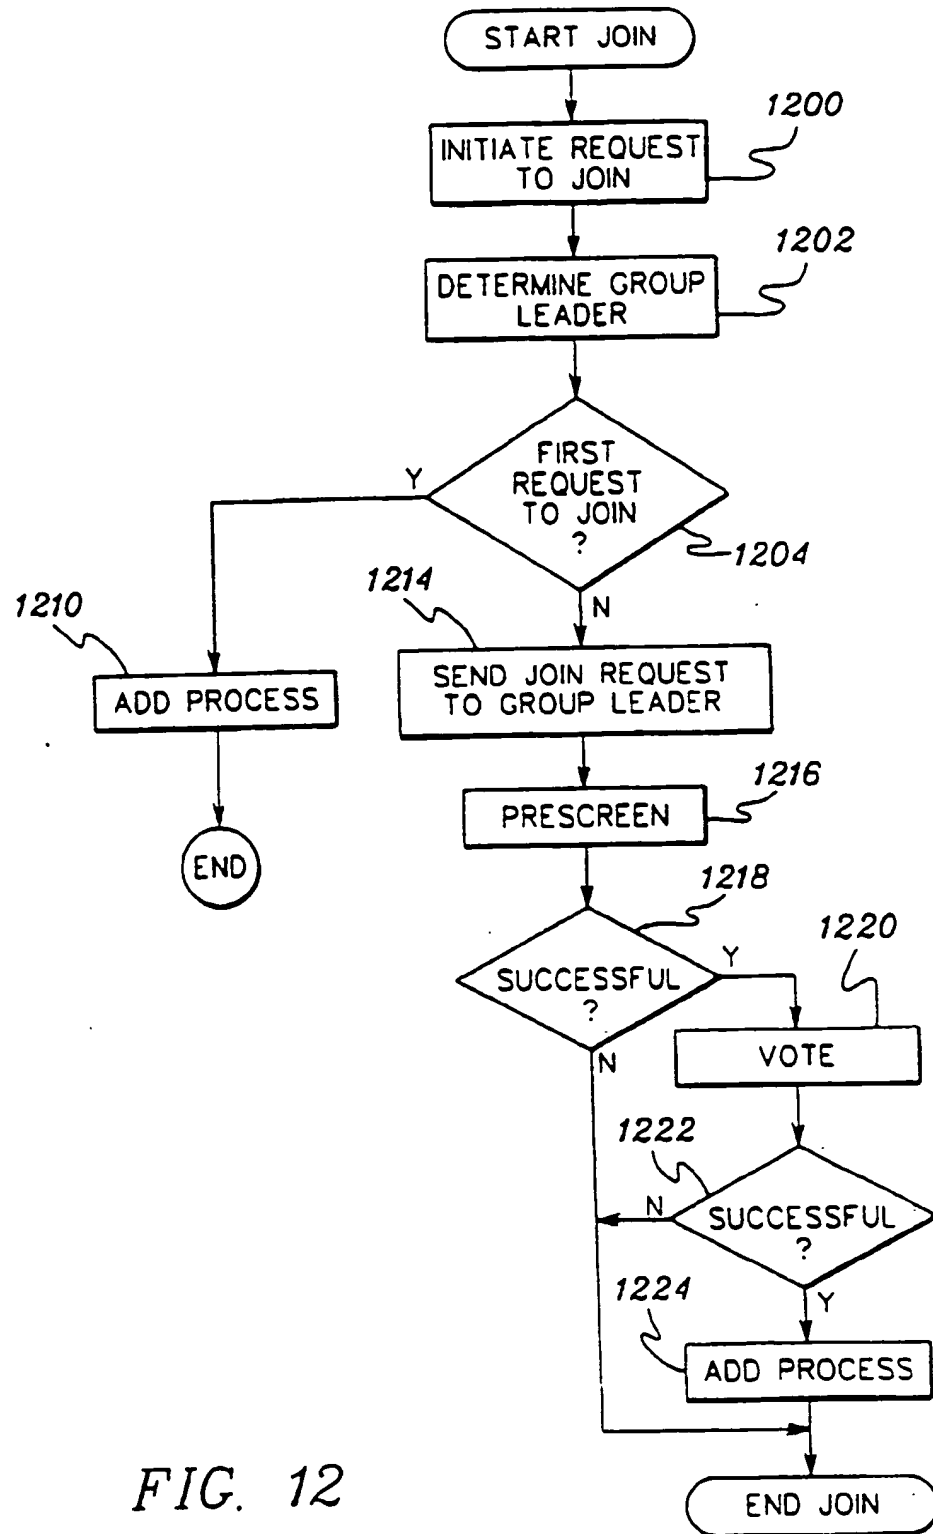 START JOIN
1200
INITIATE REQUEST
TO JOIN
1202
DETERMINE GROUP
LEADER
FIRST
REQUEST
TO JOIN
?
Y
1204
N
1210
ADD PROCESS
END
1214
SEND JOIN REQUEST
TO GROUP LEADER
1216
PRESCREEN
1218
SUCCESSFUL
?
Y
N
1220
VOTE
1222
SUCCESSFUL
?
N
Y
1224
ADD PROCESS
END JOIN
FIG. 12